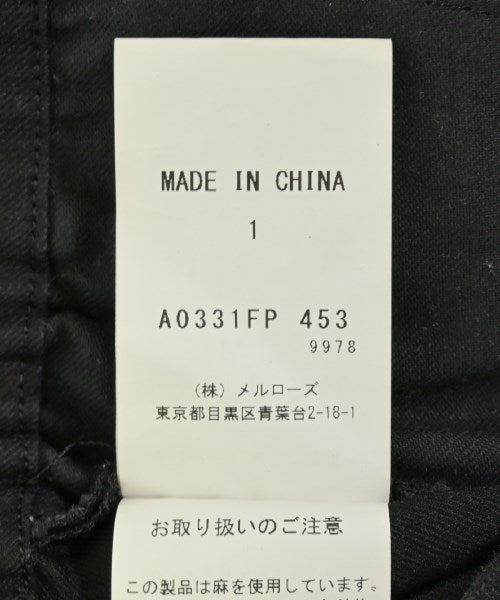 MADE IN CHINA
1
A0331FP 453
9978
(株) メルローズ
東京都目黒区青葉台2-18-1
お取り扱いのご注意
この製品は麻を使用しています。